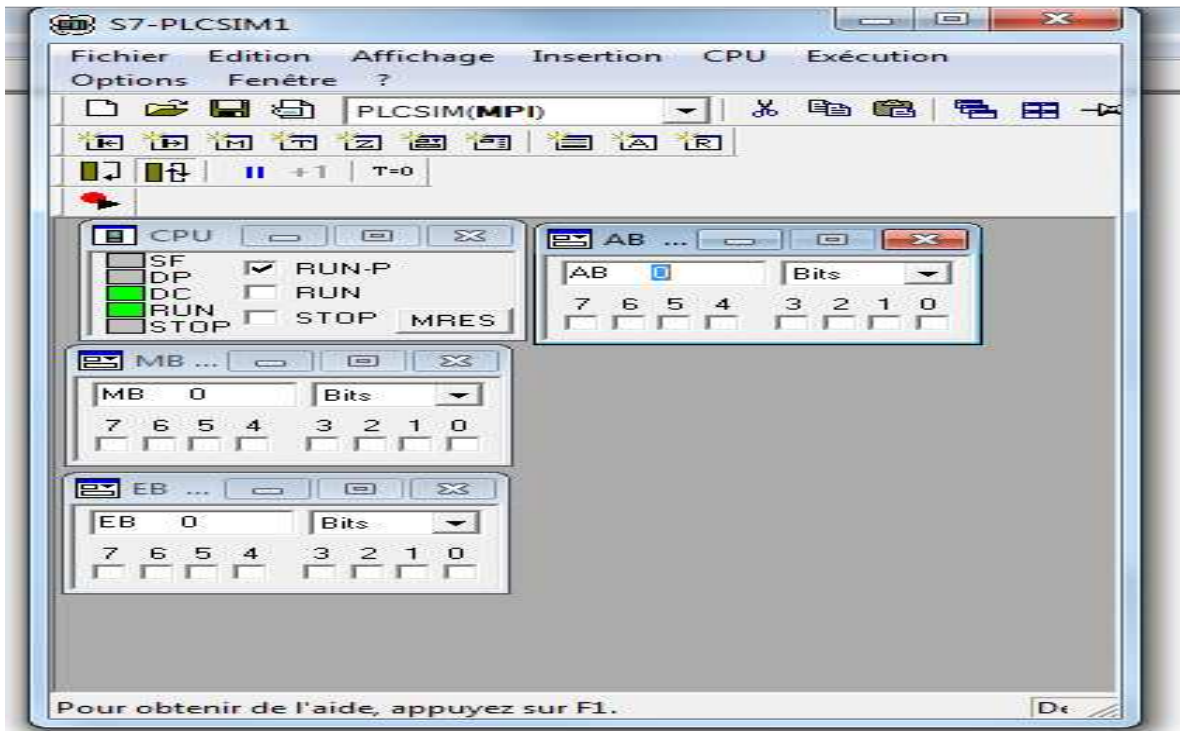 S7-PLCSIM1
Fichier Edition Affichage Insertion CPU Exécution
Options Fenêtre ?
PLCSIM(MPI)
+1 T=0
CPU
SF
DP
DC
RUN
STOP
RUN-P
RUN
STOP MRES
AB ...
AB 0 Bits
7 6 5 4 3 2 1 0
MB ...
MB 0 Bits
7 6 5 4 3 2 1 0
EB ...
EB 0 Bits
7 6 5 4 3 2 1 0
Pour obtenir de l'aide, appuyez sur F1.